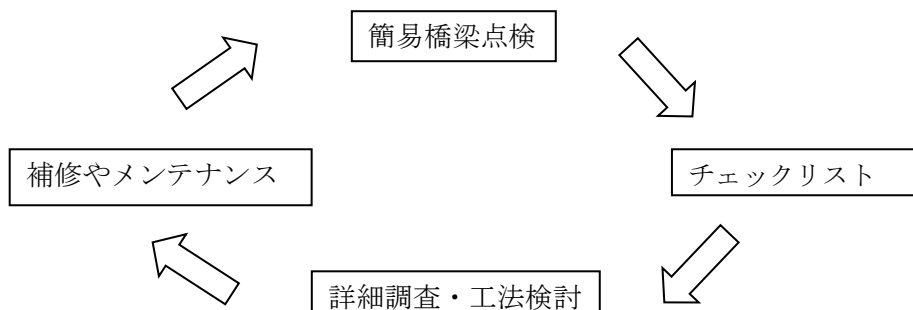 簡易橋梁点検
補修やメンテナンス
チェックリスト
詳細調査・工法検討